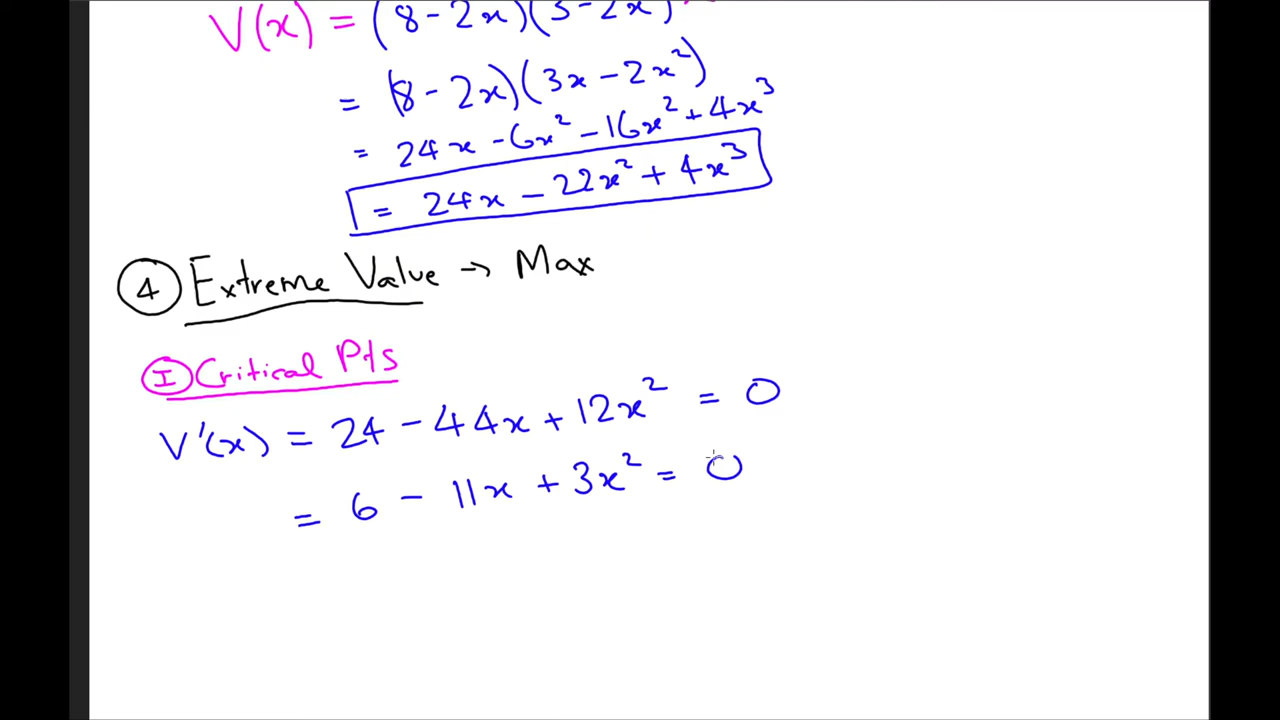 V(x) = (8-2x)(3-2x)
= (8-2x)(3x-2x²)
= 24x -6x² -16x² +4x³
= 24x - 22x² + 4x³
④ Extreme Value → Max
Ⓘ Critical Pts
V'(x) = 24 - 44x + 12x² = 0
= 6 - 11x + 3x² = 0